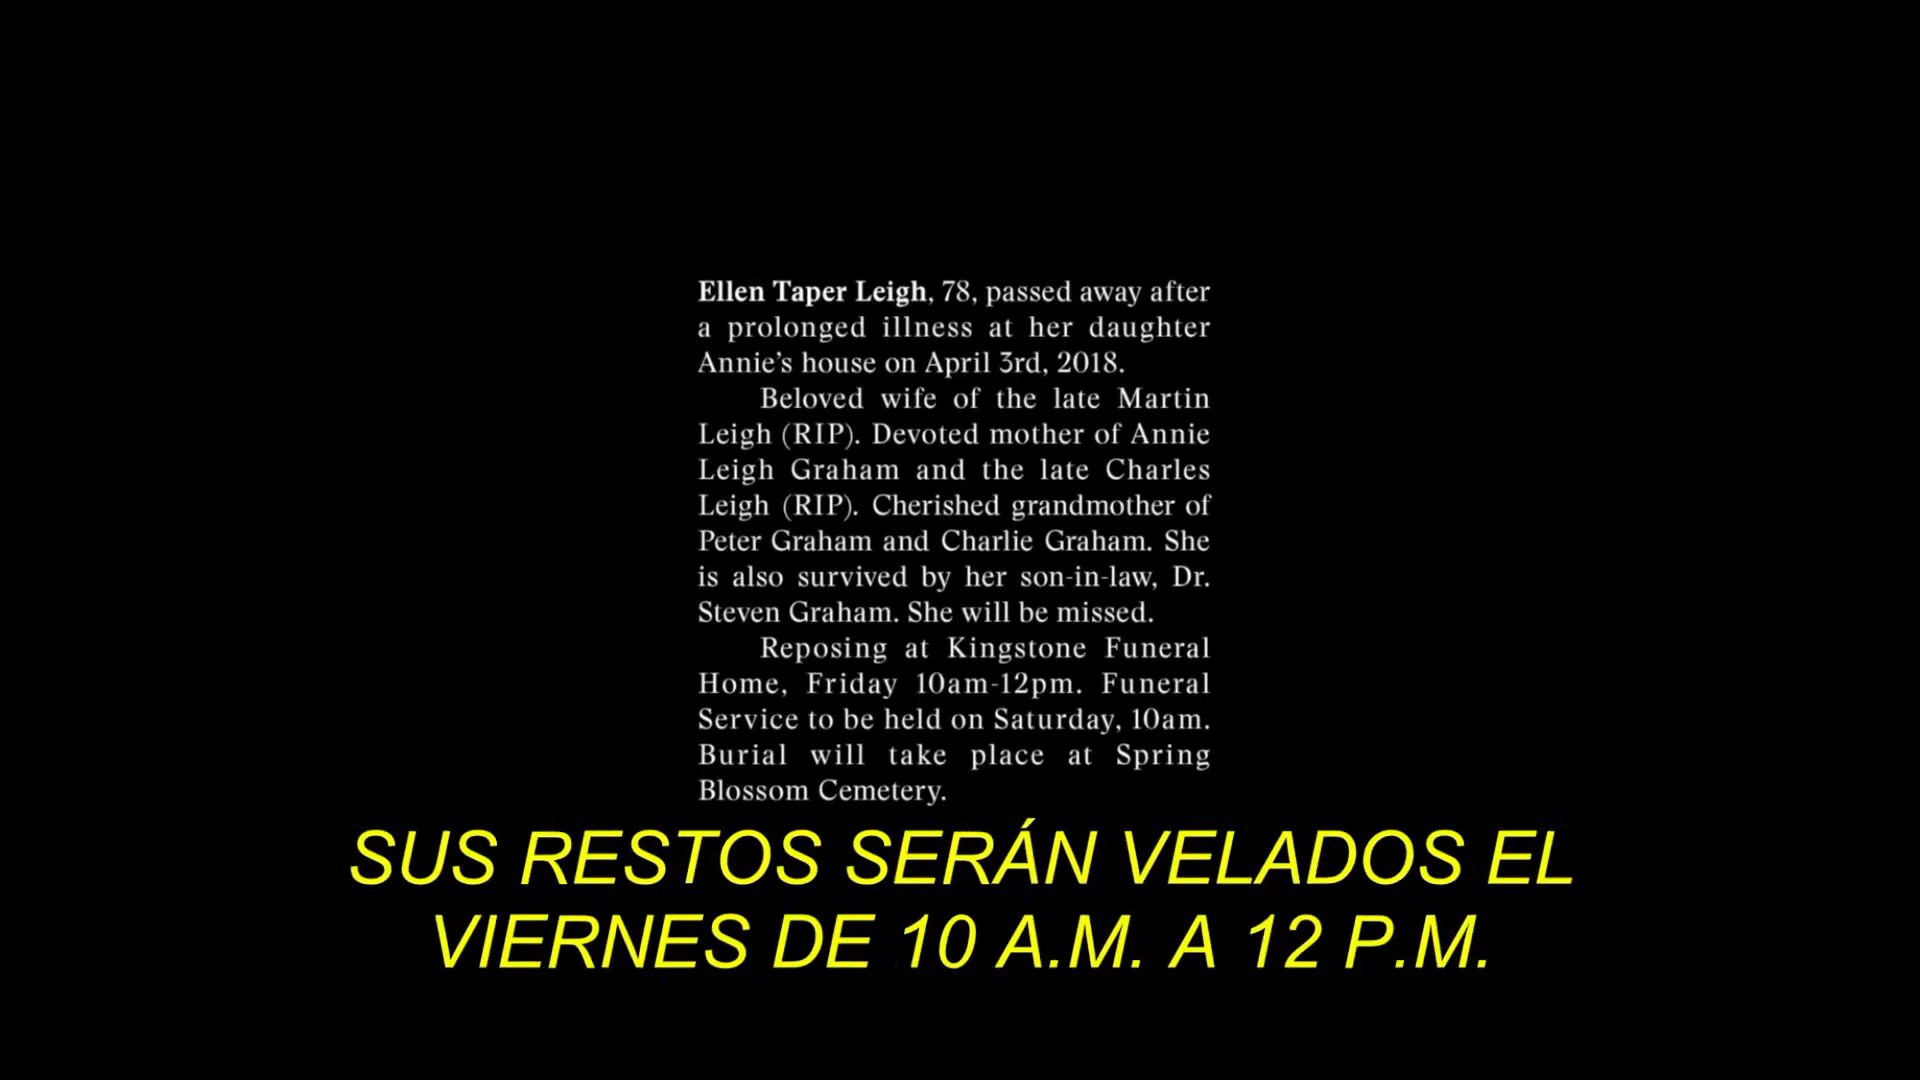 Ellen Taper Leigh, 78, passed away after
a prolonged illness at her daughter
Annie’s house on April 3rd, 2018.
Beloved wife of the late Martin
Leigh (RIP). Devoted mother of Annie
Leigh Graham and the late Charles
Leigh (RIP). Cherished grandmother of
Peter Graham and Charlie Graham. She
is also survived by her son-in-law, Dr.
Steven Graham. She will be missed.
Reposing at Kingstone Funeral
Home, Friday 10am-12pm. Funeral
Service to be held on Saturday, 10am.
Burial will take place at Spring
Blossom Cemetery.
SUS RESTOS SERÁN VELADOS EL
VIERNES DE 10 A.M. A 12 P.M.